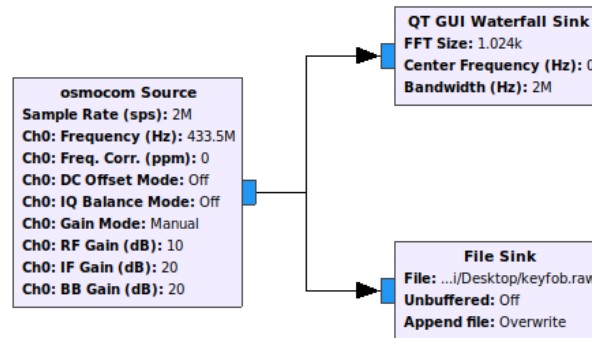 QT GUI Waterfall Sink
FFT Size: 1.024k
Center Frequency (Hz): 0
Bandwidth (Hz): 2M
osmocom Source
Sample Rate (sps): 2M
Ch0: Frequency (Hz): 433.5M
Ch0: Freq. Corr. (ppm): 0
Ch0: DC Offset Mode: Off
Ch0: IQ Balance Mode: Off
Ch0: Gain Mode: Manual
Ch0: RF Gain (dB): 10
Ch0: IF Gain (dB): 20
Ch0: BB Gain (dB): 20
File Sink
File: ...i/Desktop/keyfob.raw
Unbuffered: Off
Append file: Overwrite